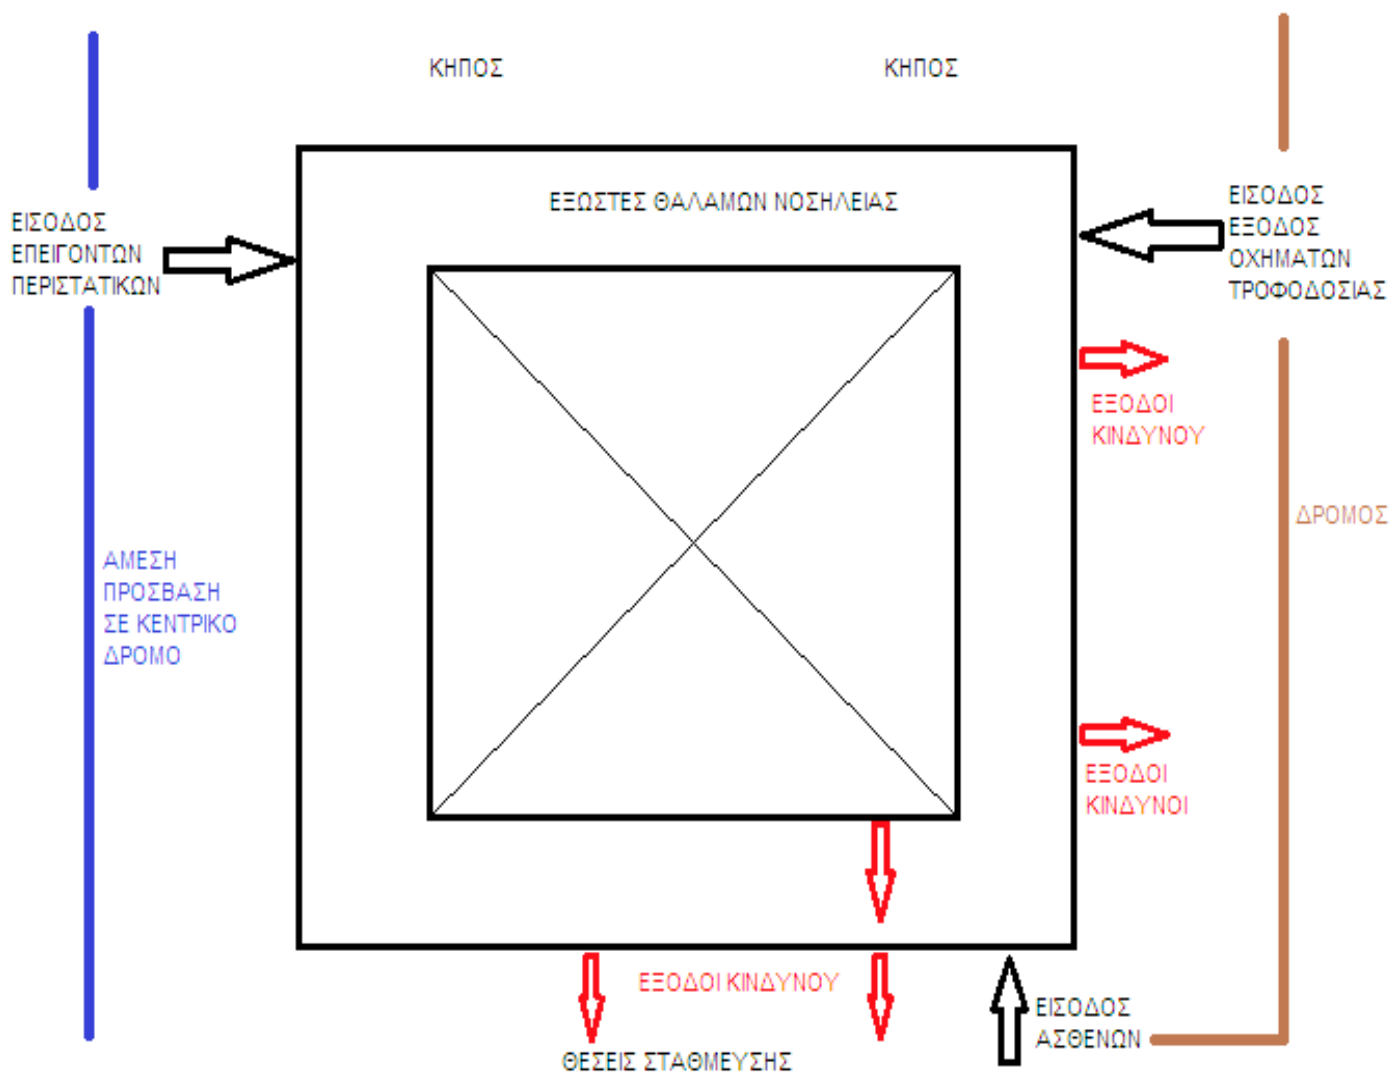 ΚΗΠΟΣ
ΚΗΠΟΣ
ΕΞΩΣΤΕΣ ΘΑΛΑΜΩΝ ΝΟΣΗΛΕΙΑΣ
ΕΙΣΟΔΟΣ
ΕΠΕΙΓΟΝΤΩΝ
ΠΕΡΙΣΤΑΤΙΚΩΝ
ΕΙΣΟΔΟΣ
ΕΞΟΔΟΣ
ΟΧΗΜΑΤΩΝ
ΤΡΟΦΟΔΟΣΙΑΣ
ΕΞΟΔΟΙ
ΚΙΝΔΥΝΟΥ
ΔΡΟΜΟΣ
ΑΜΕΣΗ
ΠΡΟΣΒΑΣΗ
ΣΕ ΚΕΝΤΡΙΚΟ
ΔΡΟΜΟ
ΕΞΟΔΟΙ
ΚΙΝΔΥΝΟΙ
ΕΞΟΔΟΙ ΚΙΝΔΥΝΟΥ
ΕΙΣΟΔΟΣ
ΑΣΘΕΝΩΝ
ΘΕΣΕΙΣ ΣΤΑΘΜΕΥΣΗΣ